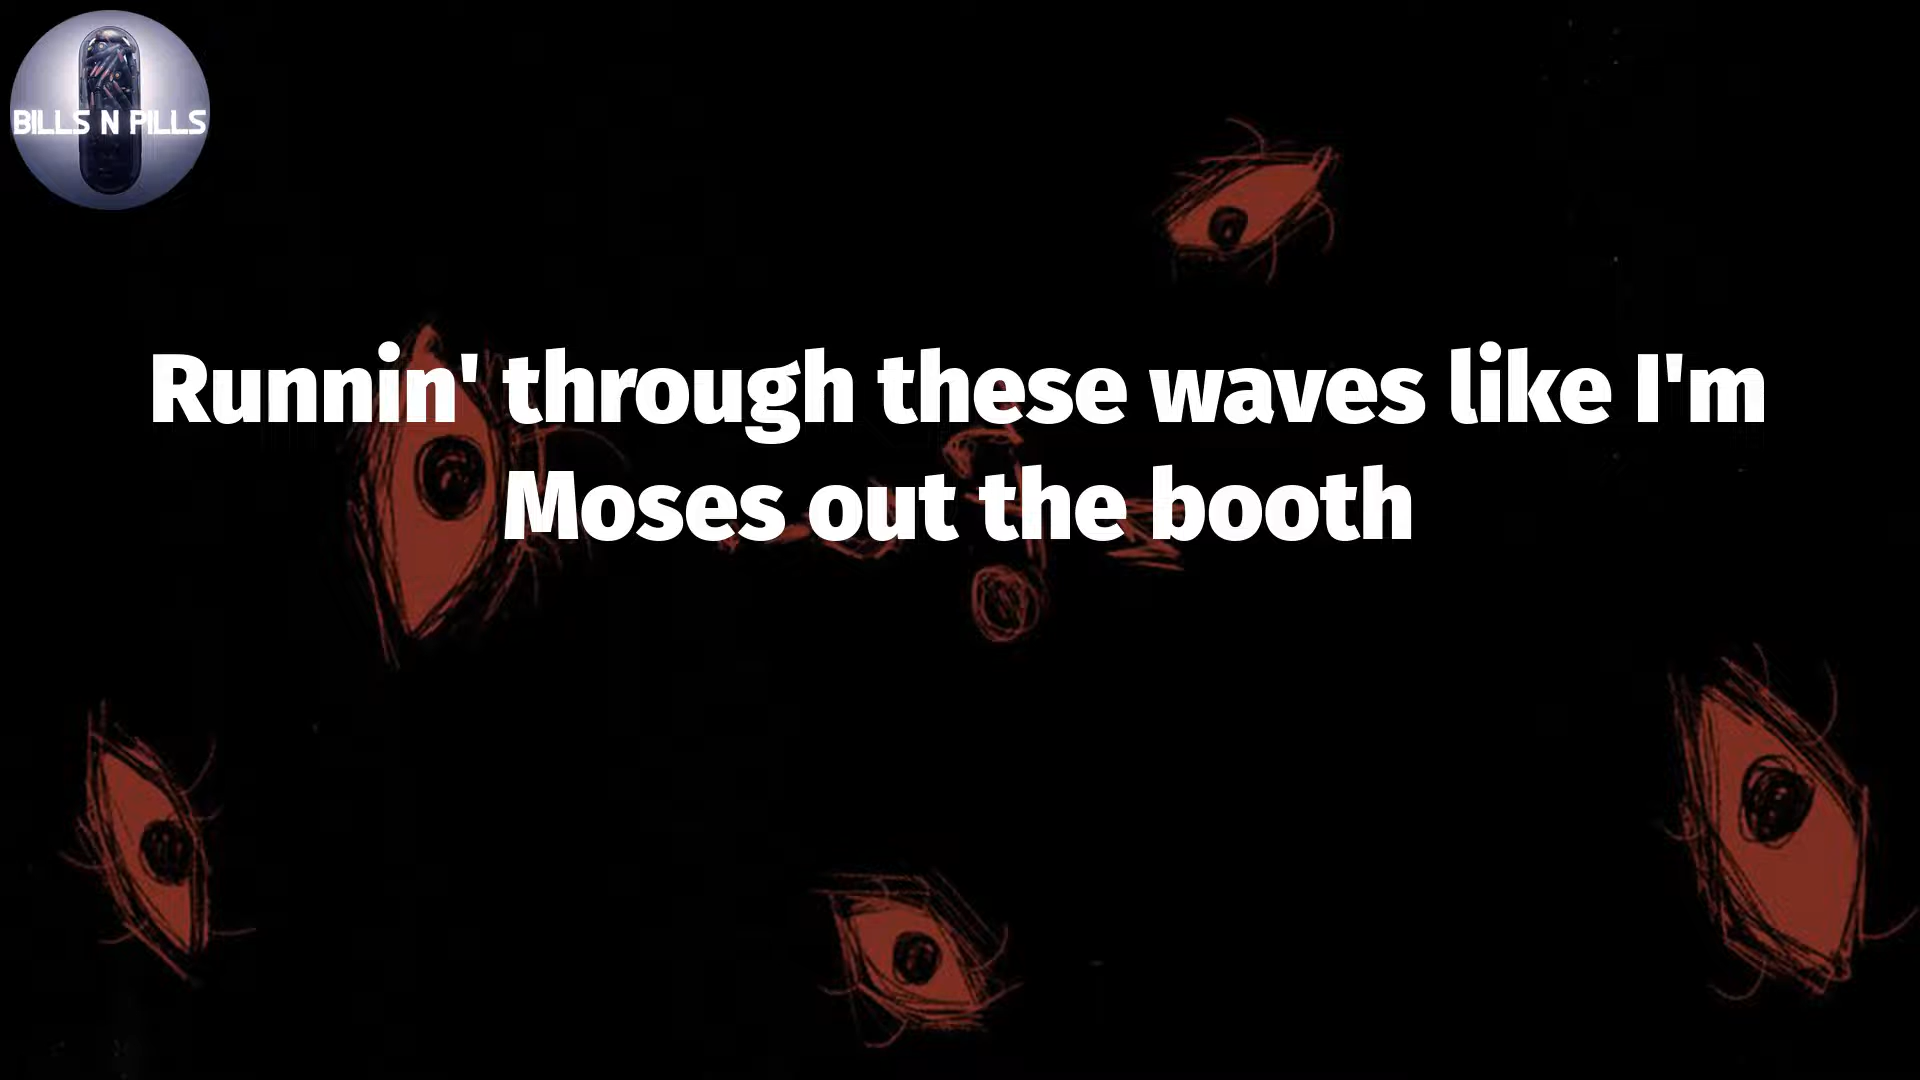 BILLS N PILLS
Runnin' through these waves like I'm
Moses out the booth